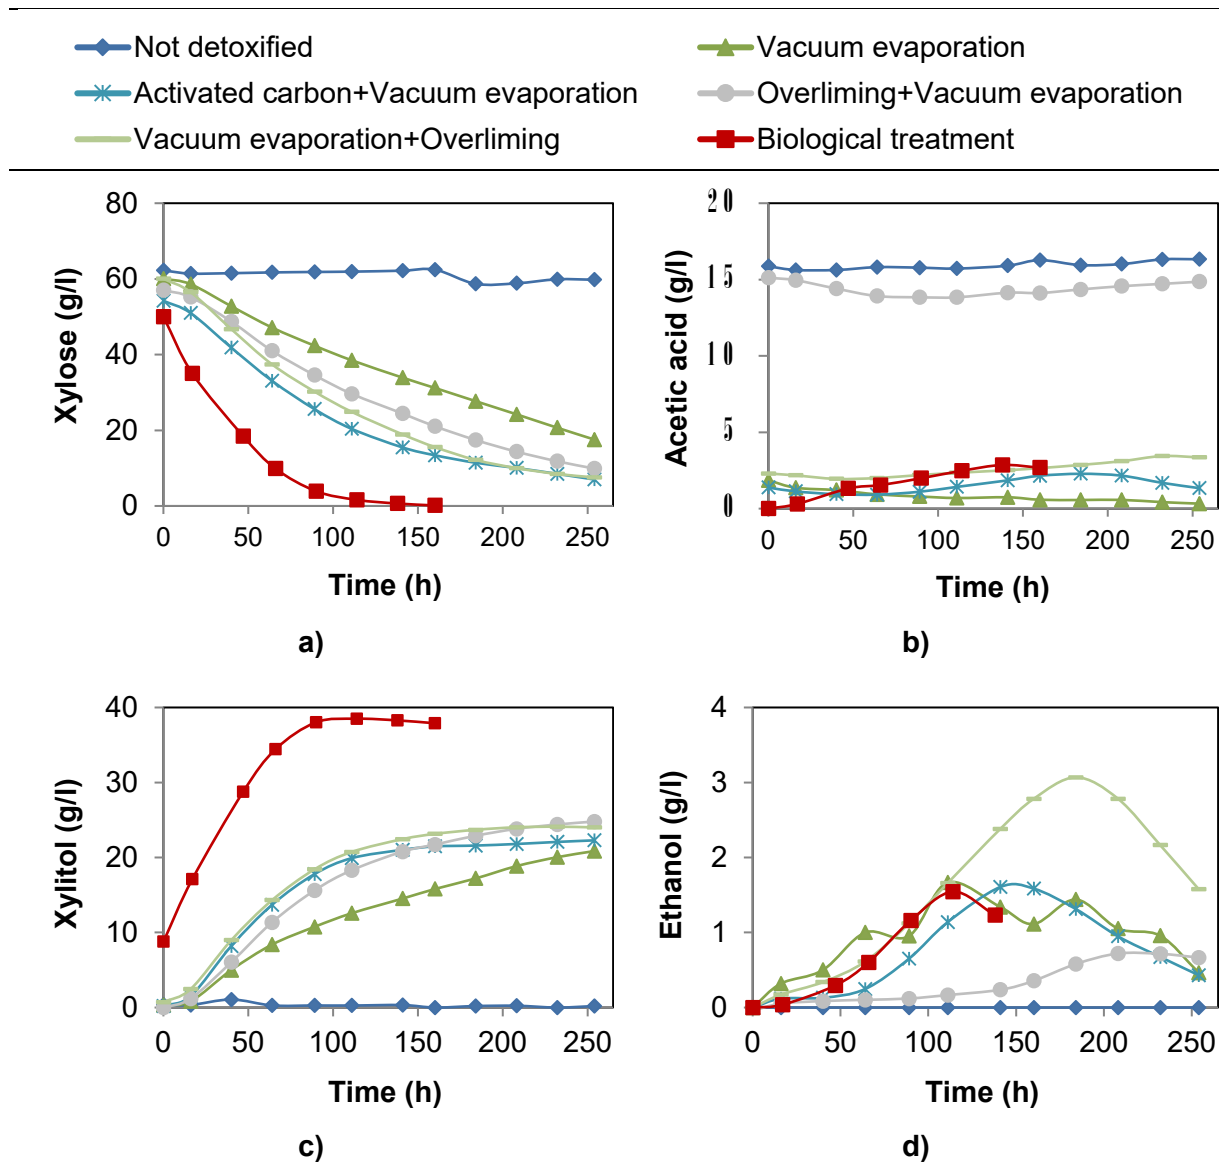 Not detoxified
Vacuum evaporation
Activated carbon+Vacuum evaporation
Overliming+Vacuum evaporation
Vacuum evaporation+Overliming
Biological treatment
80
60
40
20
0
Xylose (g/l)
0 50 100 150 200 250
Time (h)
a)
20
15
10
5
0
Acetic acid (g/l)
0 50 100 150 200 250
Time (h)
b)
40
30
20
10
0
Xylitol (g/l)
0 50 100 150 200 250
Time (h)
c)
4
3
2
1
0
Ethanol (g/l)
0 50 100 150 200 250
Time (h)
d)